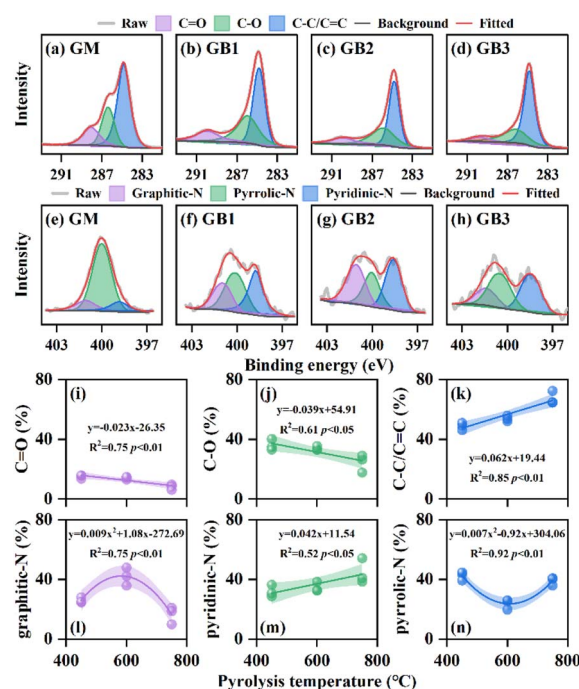 Raw C=O C-O C-C/C=C Background Fitted
(a) GM (b) GB1 (c) GB2 (d) GB3
Intensity
291 287 283 291 287 283 291 287 283 291 287 283
Raw Graphitic-N Pyrrolic-N Pyridinic-N Background Fitted
(e) GM (f) GB1 (g) GB2 (h) GB3
Intensity
403 400 397 403 400 397 403 400 397 403 400 397
Binding energy (eV)
80 (i) 80 (j) 80 (k)
y=-0.023x-26.35 y=-0.039x+54.91
R²=0.75 p<0.01 R²=0.61 p<0.05
C=O (%) C-O (%) C-C/C=C (%)
40 40 40
y=0.062x+19.44
R²=0.85 p<0.01
0 0 0
80 80 80
y=0.009x²+1.08x-272.69 y=0.042x+11.54 y=0.007x²-0.92x+304.06
R²=0.75 p<0.01 R²=0.52 p<0.05 R²=0.92 p<0.01
graphitic-N (%) pyridinic-N (%) pyrrolic-N (%)
40 40 40
(l) (m) (n)
0 0 0
400 600 800 400 600 800 400 600 800
Pyrolysis temperature (°C)